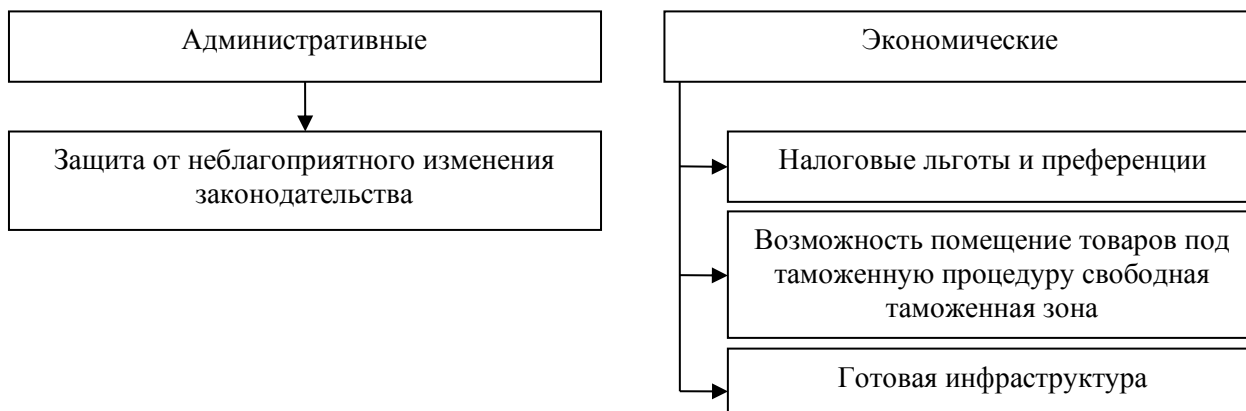 Административные
Защита от неблагоприятного изменения
законодательства
Экономические
Налоговые льготы и преференции
Возможность помещение товаров под
таможенную процедуру свободная
таможенная зона
Готовая инфраструктура